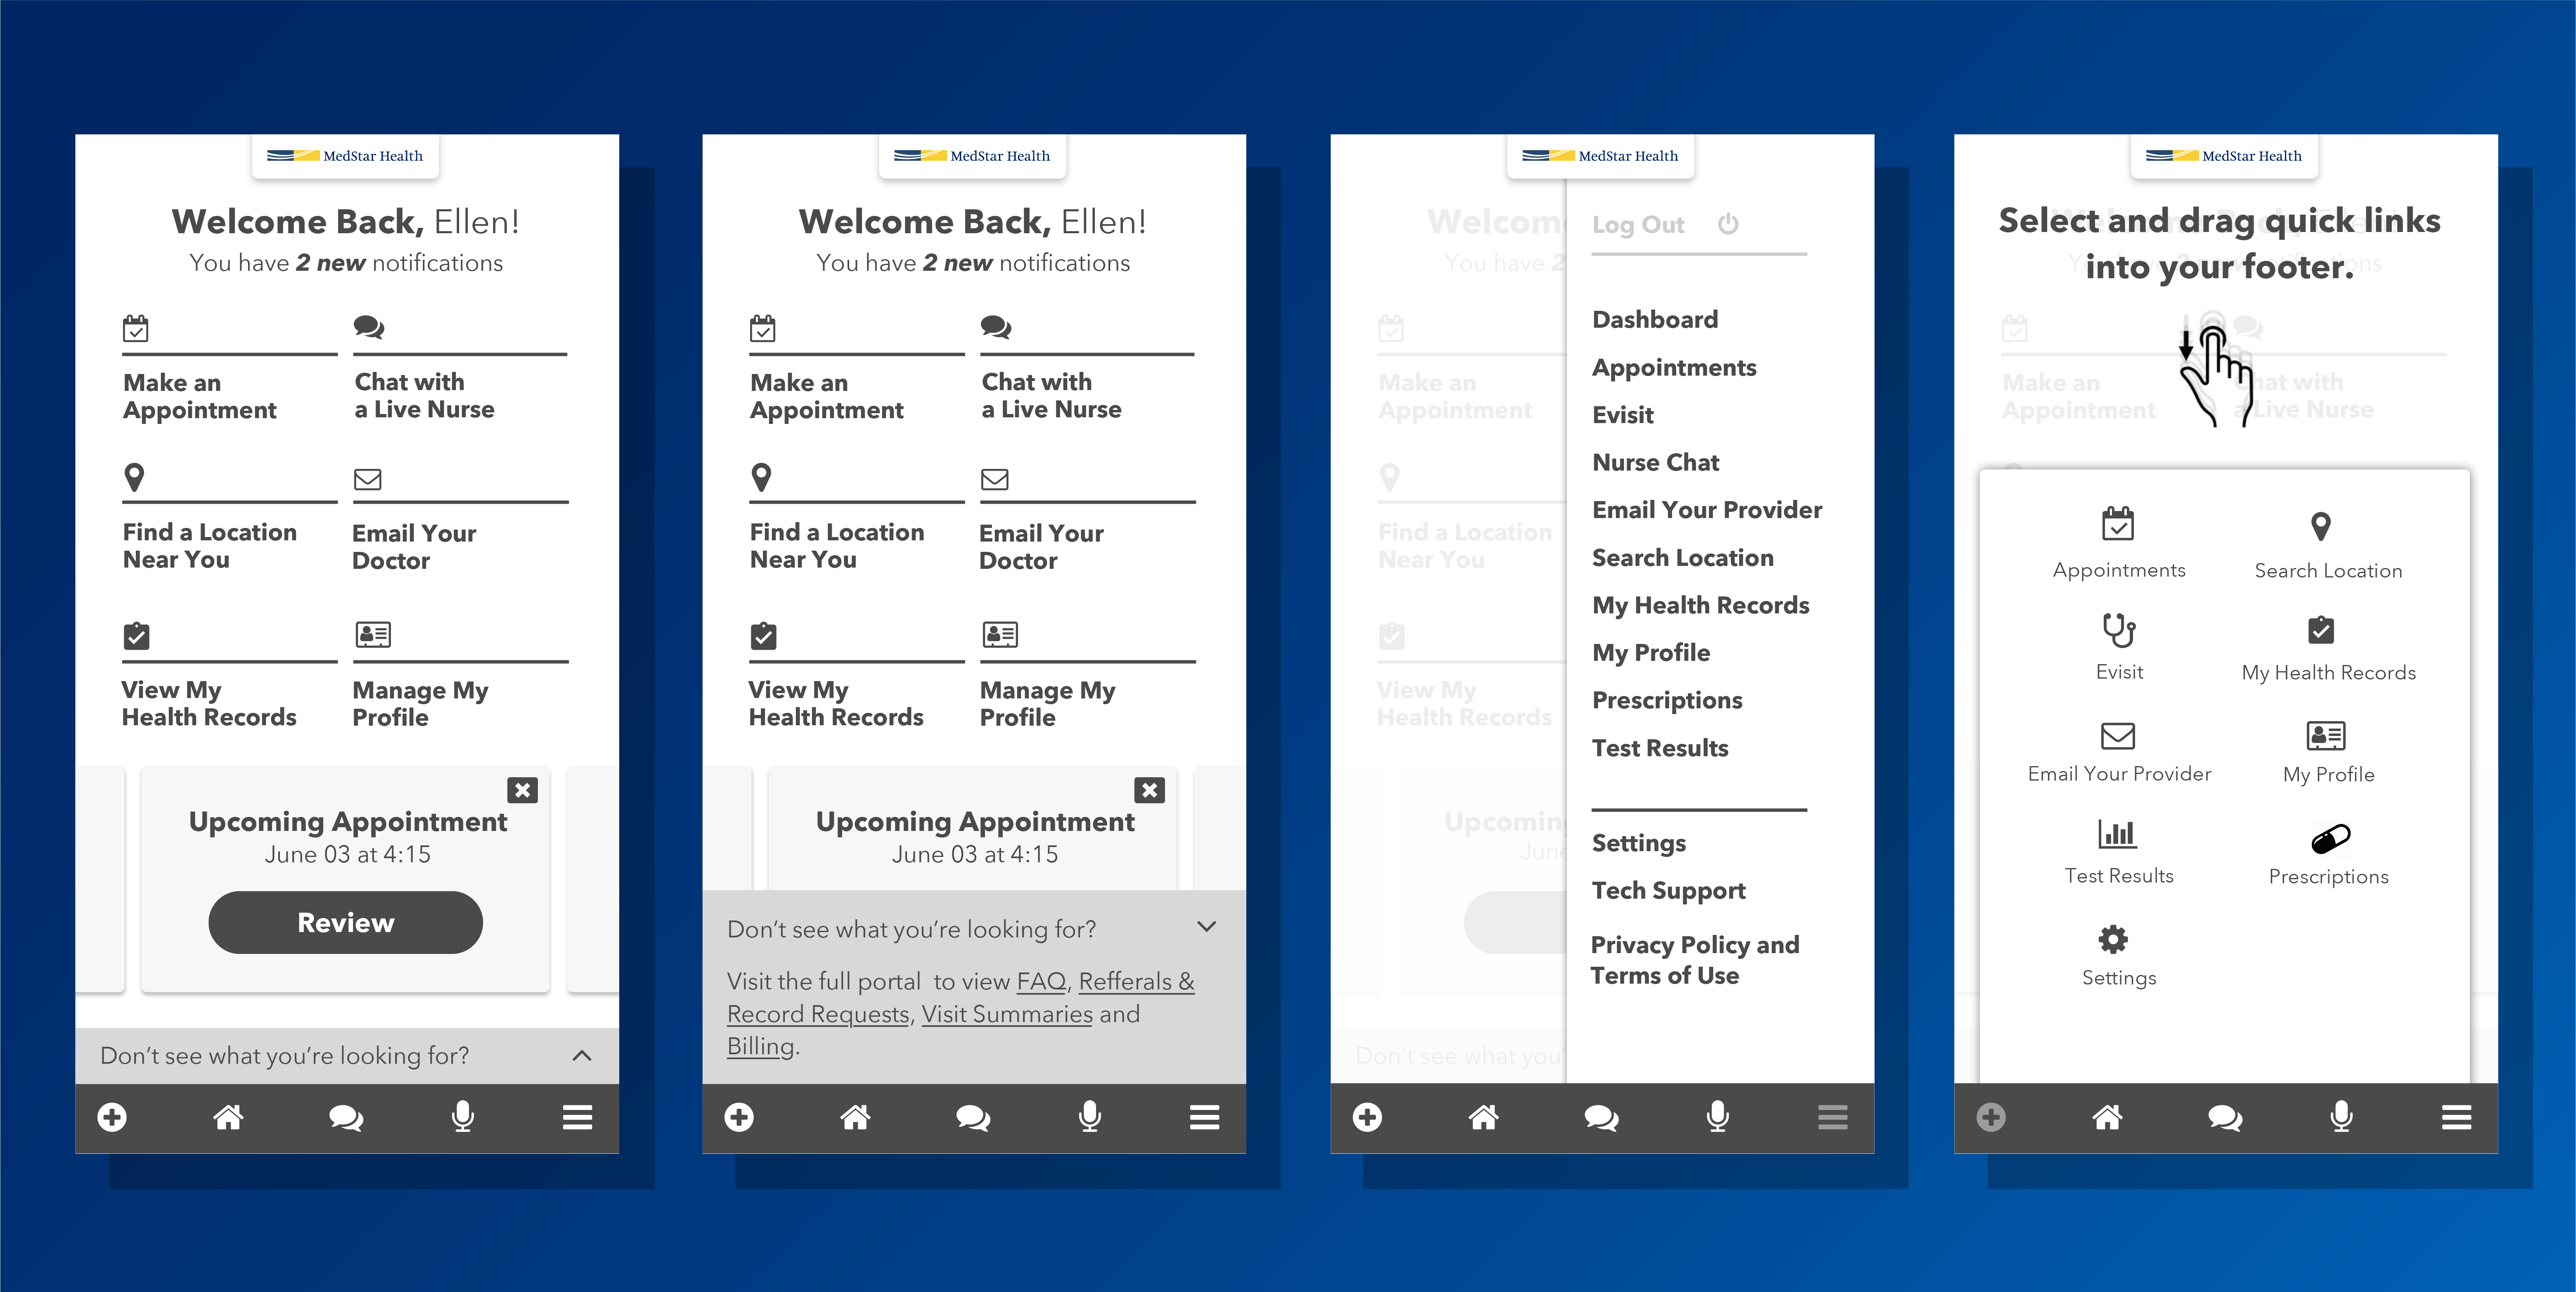 MedStar Health
Welcome Back, Ellen!
You have 2 new notifications
Make an
Appointment
Chat with
a Live Nurse
Find a Location
Near You
Email Your
Doctor
View My
Health Records
Manage My
Profile
Upcoming Appointment
June 03 at 4:15
Review
Don't see what you're looking for?
MedStar Health
Welcome Back, Ellen!
You have 2 new notifications
Make an
Appointment
Chat with
a Live Nurse
Find a Location
Near You
Email Your
Doctor
View My
Health Records
Manage My
Profile
Upcoming Appointment
June 03 at 4:15
Don't see what you're looking for?
Visit the full portal to view FAQ, Refferals &
Record Requests, Visit Summaries and
Billing.
MedStar Health
Welcom
You have 2
Make an
Appointment
Find a Location
Near You
View My
Health Records
Upcoming
June
Don't see what you'
Log Out
Dashboard
Appointments
Evisit
Nurse Chat
Email Your Provider
Search Location
My Health Records
My Profile
Prescriptions
Test Results
Settings
Tech Support
Privacy Policy and
Terms of Use
MedStar Health
Select and drag quick links
into your footer.
Make an
Appointment
Chat with
a Live Nurse
Appointments
Search Location
Evisit
My Health Records
Email Your Provider
My Profile
Test Results
Prescriptions
Settings